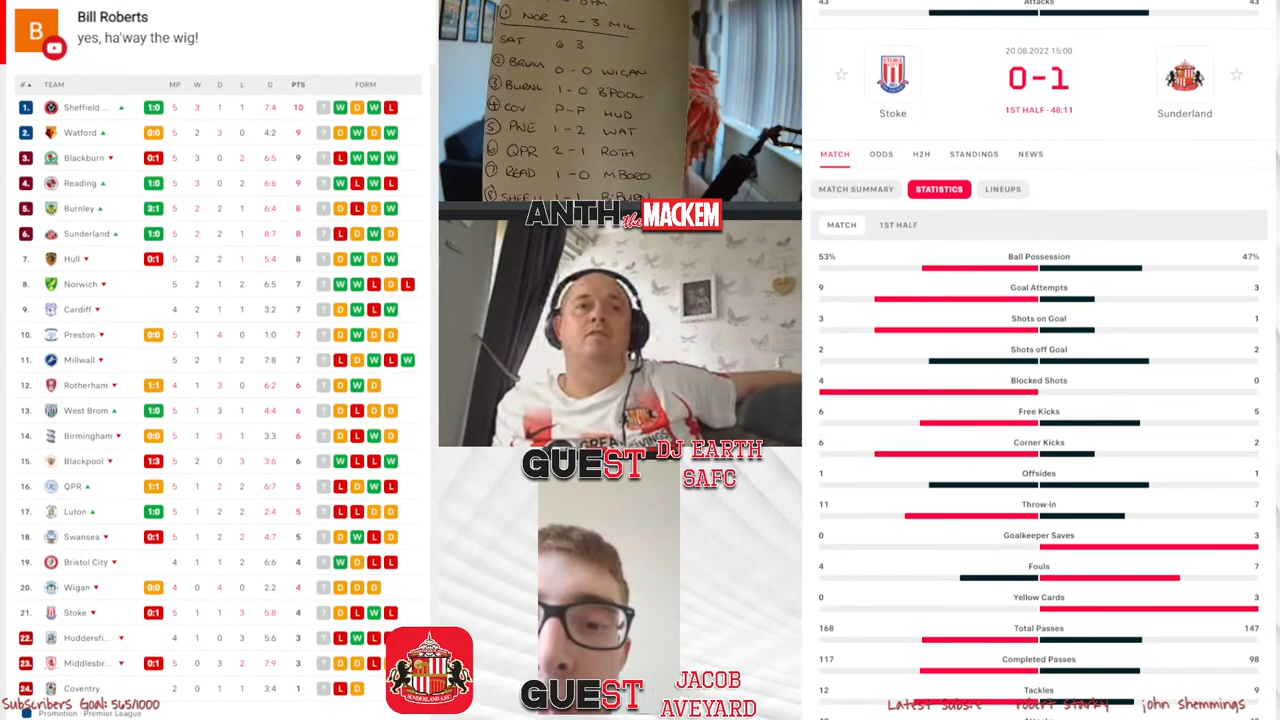 B
Bill Roberts
yes, ha'way the wig!
# TEAM MP W D L G PTS FORM
1. Sheffield ... 1:0 5 3 1 1 7:4 10 ? W D W L
2. Watford 0:0 5 2 3 0 4:2 9 ? D W D W
3. Blackburn 0:1 5 3 0 2 6:5 9 ? L W W W
4. Reading 1:0 5 3 0 2 6:6 9 ? W L W L
5. Burnley 3:1 5 2 2 1 6:4 8 ? D L D W
6. Sunderland 1:0 5 2 2 1 8:7 8 ? L D W D
7. Hull 0:1 5 2 2 1 5:4 8 ? D W D W
8. Norwich 5 2 1 2 6:5 7 ? W W L D L
9. Cardiff 4 2 1 1 3:2 7 ? D W L W
10. Preston 0:0 5 1 4 0 1:0 7 ? D W D D
11. Millwall 5 2 1 2 7:8 7 ? L D W L W
12. Rotherham 1:1 4 1 3 0 6:2 6 ? D W D
13. West Brom 1:0 5 1 3 1 4:4 6 ? D L D D
14. Birmingham 0:0 5 1 3 1 3:3 6 ? D L W D
15. Blackpool 1:3 5 2 0 3 3:6 6 ? W L L W
16. QPR 1:1 5 1 2 2 6:7 5 ? L D W L
17. Luton 1:0 5 1 2 2 2:4 5 ? L L D D
18. Swansea 0:1 5 1 2 2 4:7 5 ? D W L D
19. Bristol City 4 1 1 2 6:6 4 ? W D L L
20. Wigan 0:0 4 0 4 0 2:2 4 ? D D D
21. Stoke 0:1 5 1 1 3 5:8 4 ? D L W L
22. Huddersfi... 4 1 0 3 5:6 3 ? L W L
23. Middlesbr... 0:1 5 0 3 2 7:9 3 ? D D L
24. Coventry 2 0 1 1 3:4 1 ? L D
Subscribers Goal: 565/1000
Promotion - Premier League
① NOR 2 - 3 MIL
SAT 6 3
② BRUM 0 - 0 WIGAN
③ BURNL 1 - 0 B'POOL
④ COV P - P HUD
⑤ PNE 1 - 2 WAT
⑥ QPR 2 - 1 ROTH
⑦ READ 1 - 0 M'BORO
ANTH the MACKEM
GUEST DJ EARTH
SAFC
SUNDERLAND A.F.C.
GUEST JACOB
AVEYARD
43 Attacks 43
20.08.2022 15:00
STOKE
0-1
1ST HALF - 48:11
Stoke Sunderland
MATCH ODDS H2H STANDINGS NEWS
MATCH SUMMARY STATISTICS LINEUPS
MATCH 1ST HALF
53% Ball Possession 47%
9 Goal Attempts 3
3 Shots on Goal 1
2 Shots off Goal 2
4 Blocked Shots 0
6 Free Kicks 5
6 Corner Kicks 2
1 Offsides 1
11 Throw-in 7
0 Goalkeeper Saves 3
4 Fouls 7
0 Yellow Cards 3
168 Total Passes 147
117 Completed Passes 98
12 Tackles 9
Latest Subs: robert starky john shemmings